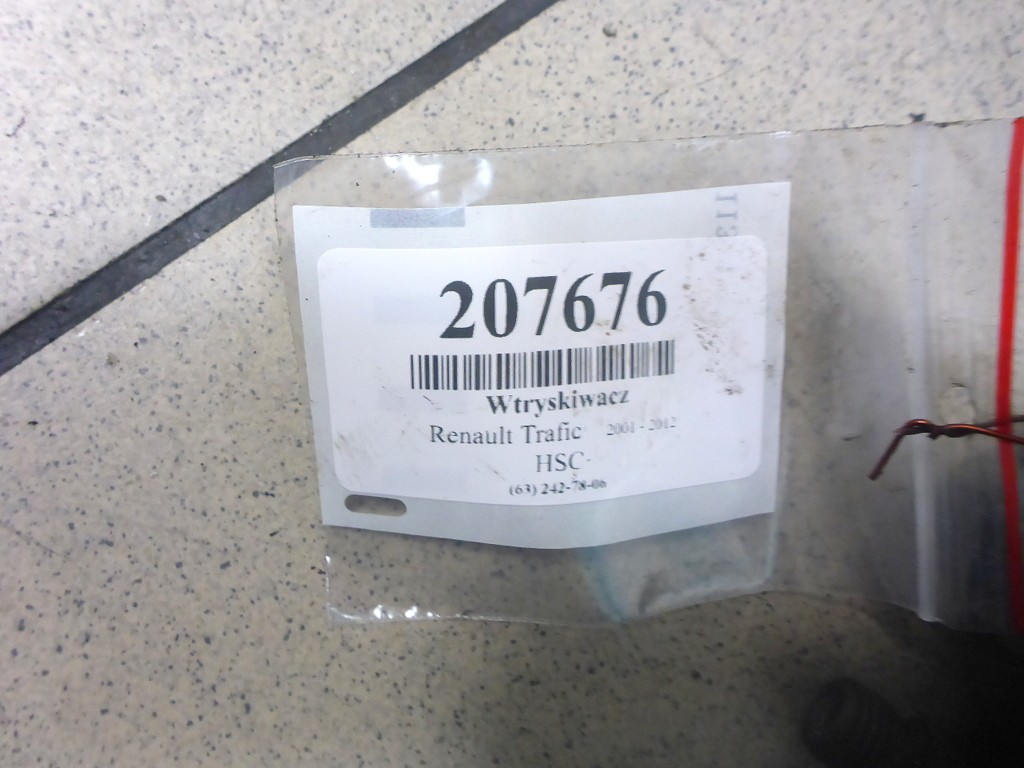 207676
Wtryskiwacz
Renault Trafic 2001 - 2012
HSC
(63) 242-78-06